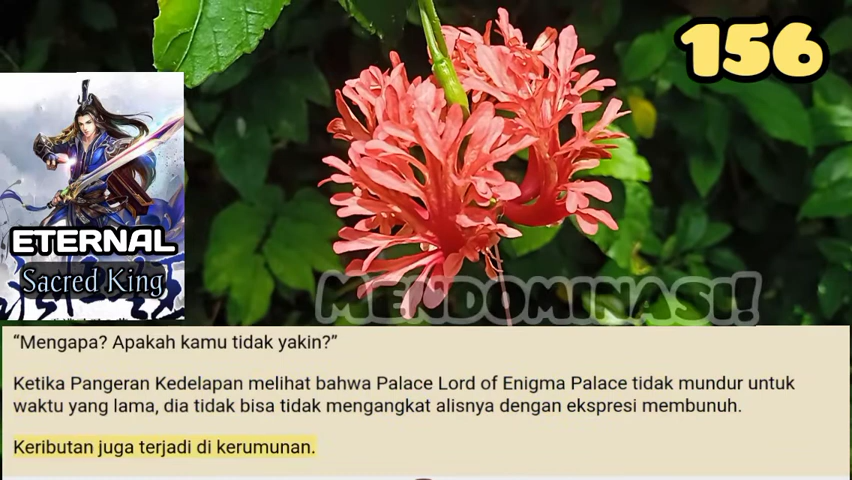 156
ETERNAL
Sacred King
MENDOMINASI!
“Mengapa? Apakah kamu tidak yakin?”
Ketika Pangeran Kedelapan melihat bahwa Palace Lord of Enigma Palace tidak mundur untuk
waktu yang lama, dia tidak bisa tidak mengangkat alisnya dengan ekspresi membunuh.
Keributan juga terjadi di kerumunan.